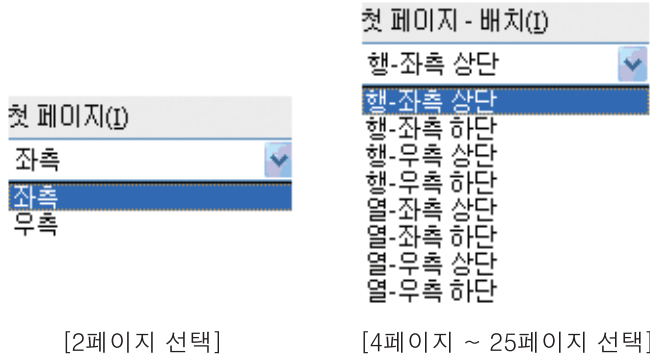 첫 페이지(I)
좌측
좌측
우측
[2페이지 선택]
첫 페이지 - 배치(I)
행-좌측 상단
행-좌측 상단
행-좌측 하단
행-우측 상단
행-우측 하단
열-좌측 상단
열-좌측 하단
열-우측 상단
열-우측 하단
[4페이지 ~ 25페이지 선택]